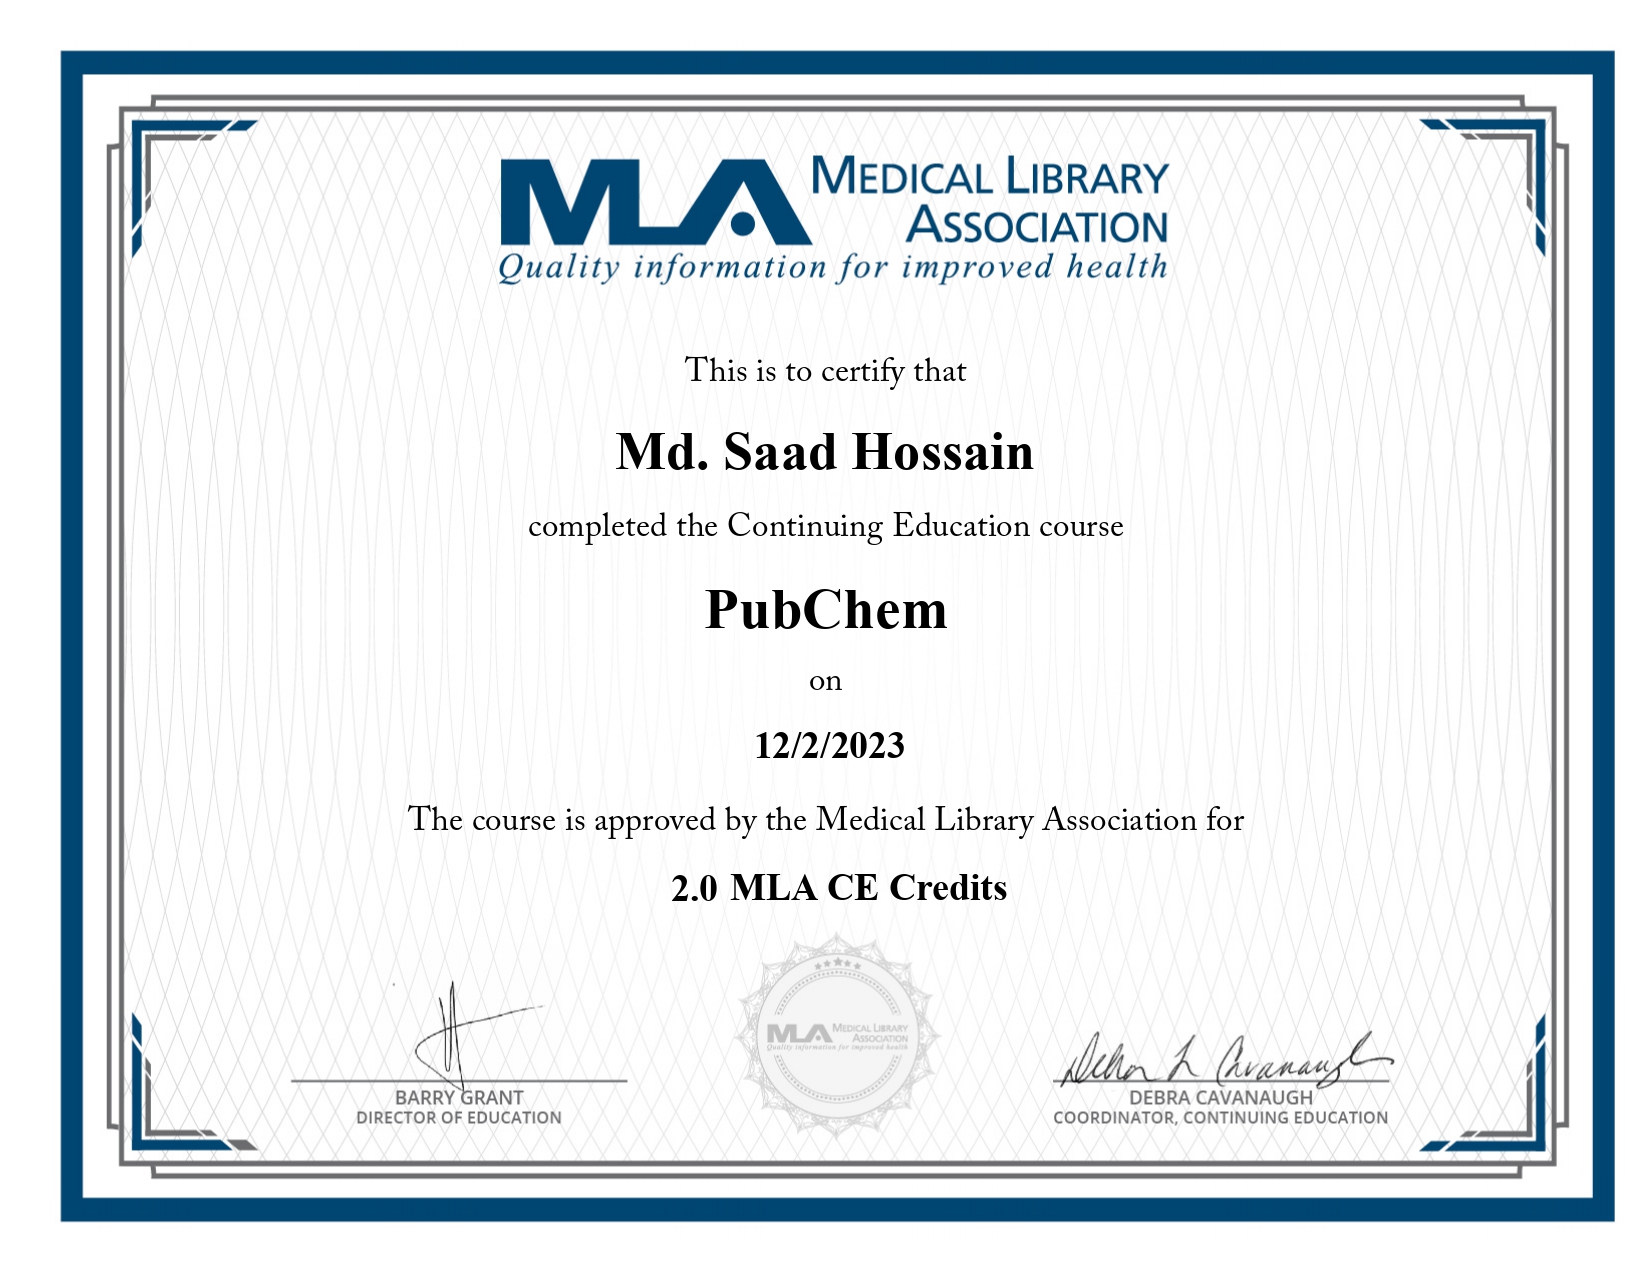 MLA MEDICAL LIBRARY
ASSOCIATION
Quality information for improved health
This is to certify that
Md. Saad Hossain
completed the Continuing Education course
PubChem
on
12/2/2023
The course is approved by the Medical Library Association for
2.0 MLA CE Credits
MLA MEDICAL LIBRARY
ASSOCIATION
Quality information for improved health
Debra L Cavanaugh
BARRY GRANT
DIRECTOR OF EDUCATION
DEBRA CAVANAUGH
COORDINATOR, CONTINUING EDUCATION